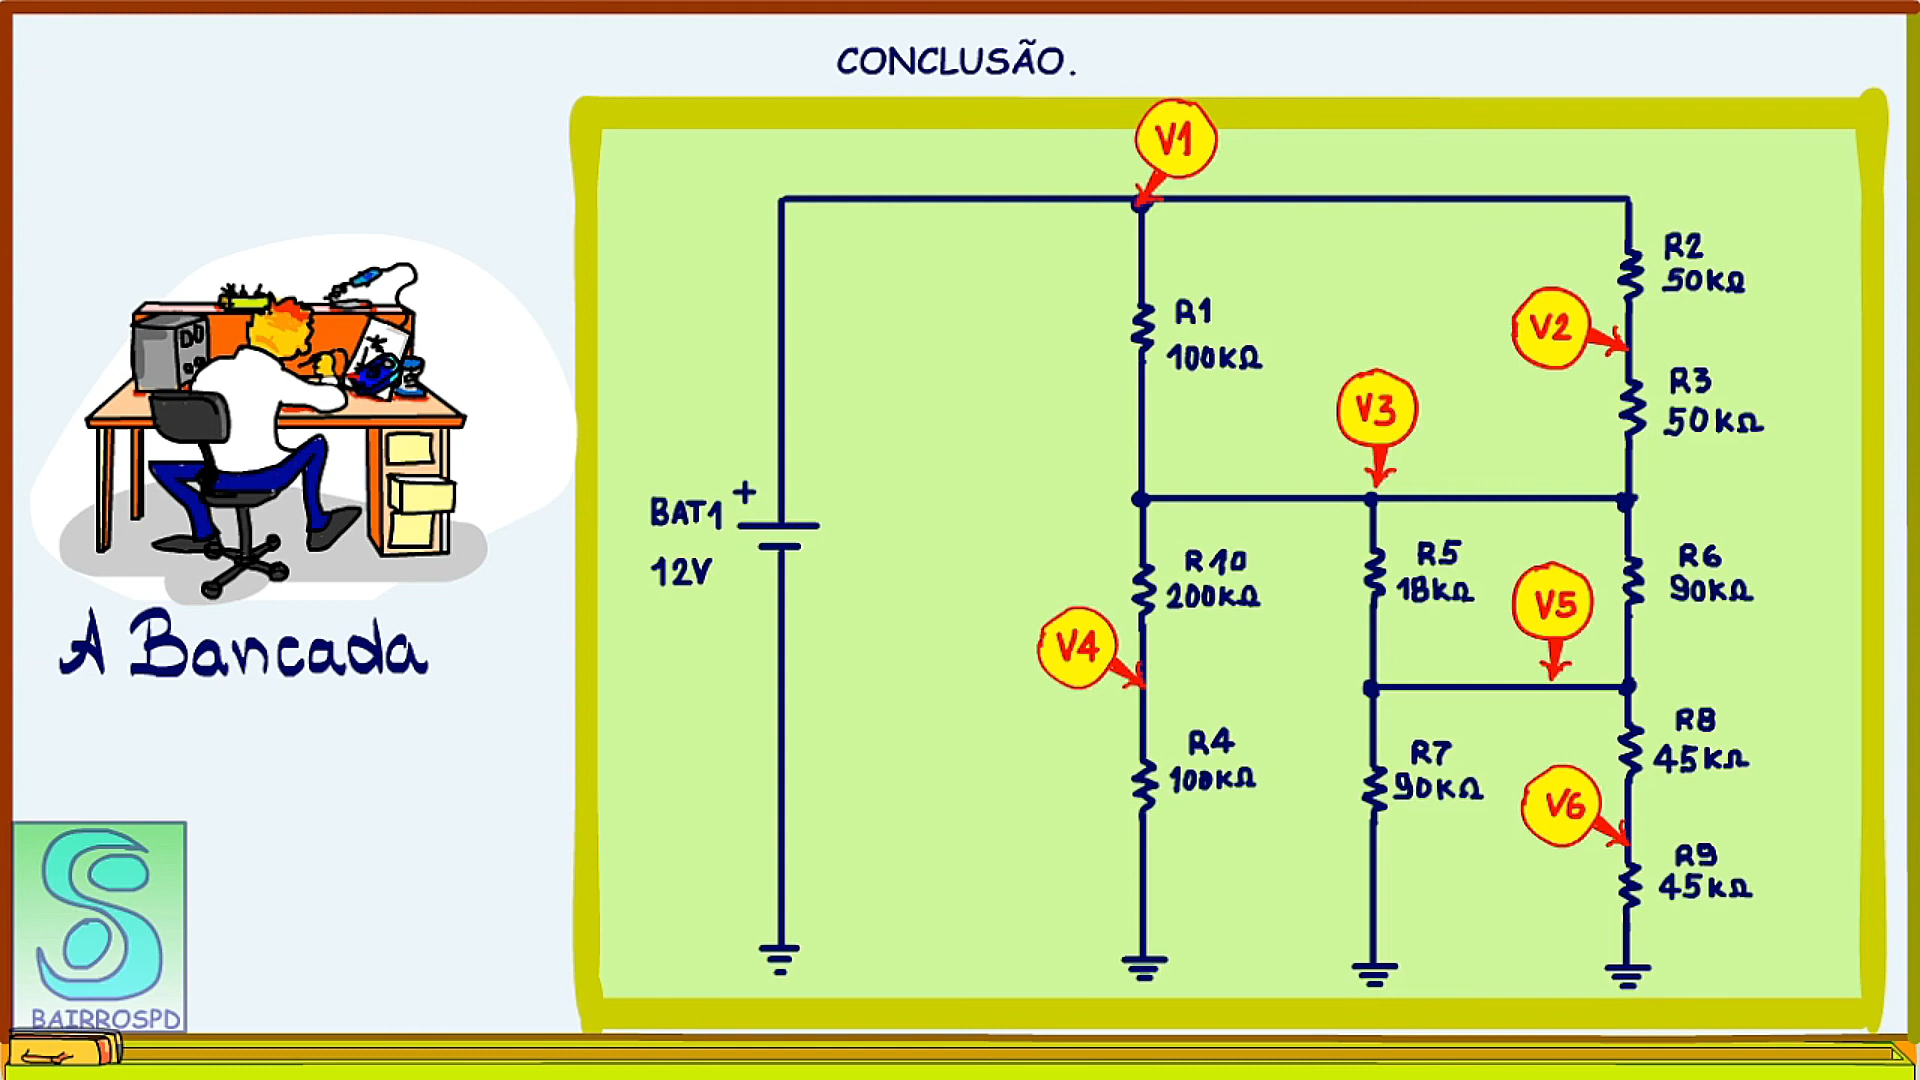 CONCLUSÃO.
V1
R2
50KΩ
R1
100KΩ
V2
R3
50KΩ
V3
BAT1
+
12V
R10
200KΩ
R5
18KΩ
R6
90KΩ
V5
V4
A Bancada
R4
100KΩ
R7
90KΩ
R8
45KΩ
V6
R9
45KΩ
BAIRROSPD